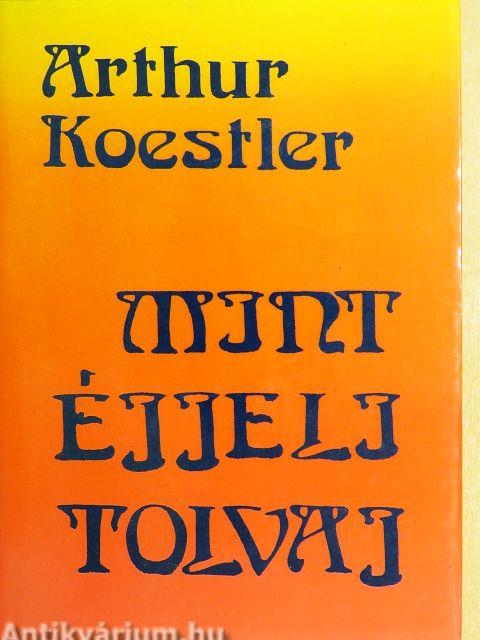 Arthur
Koestler
MINT
ÉJJELI
TOLVAJ
Antikvárium.hu